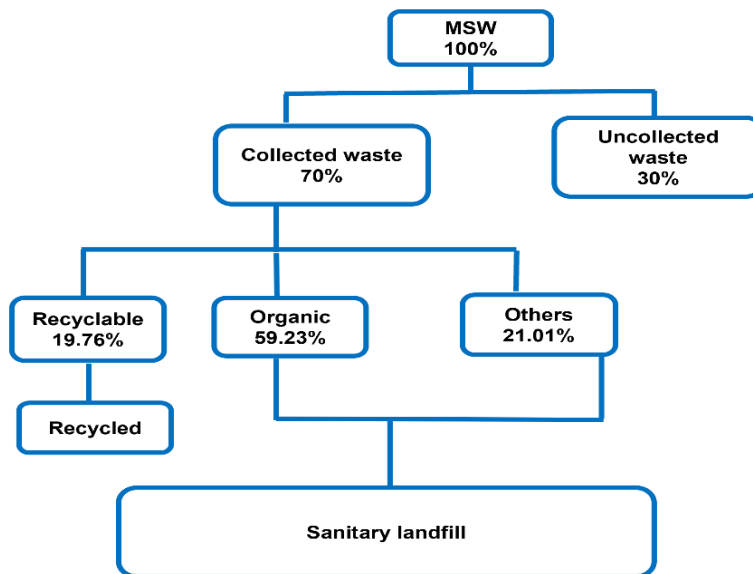 MSW
100%
Collected waste
70%
Uncollected
waste
30%
Recyclable
19.76%
Organic
59.23%
Others
21.01%
Recycled
Sanitary landfill